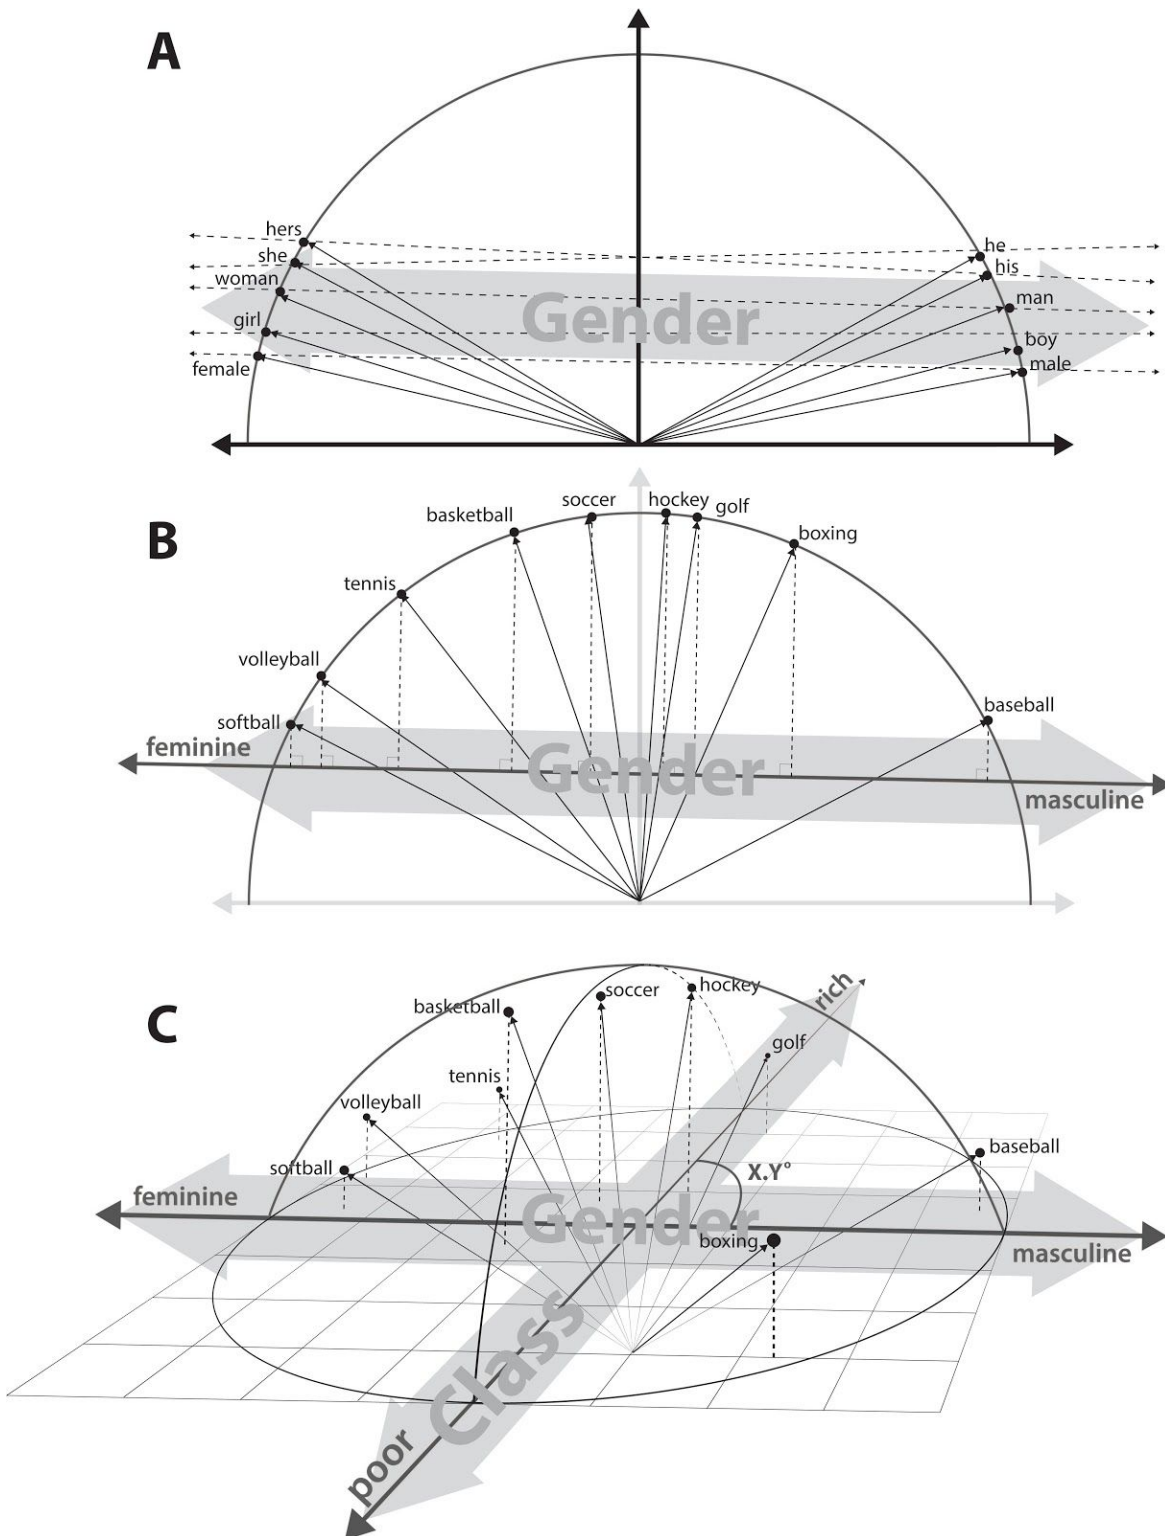 A
hers
she
woman
girl
female
he
his
man
boy
male
Gender
B
softball
volleyball
tennis
basketball
soccer
hockey
golf
boxing
baseball
feminine
Gender
masculine
C
basketball
soccer
hockey
rich
golf
tennis
volleyball
softball
baseball
X.Y°
feminine
Gender
boxing
masculine
Class
poor